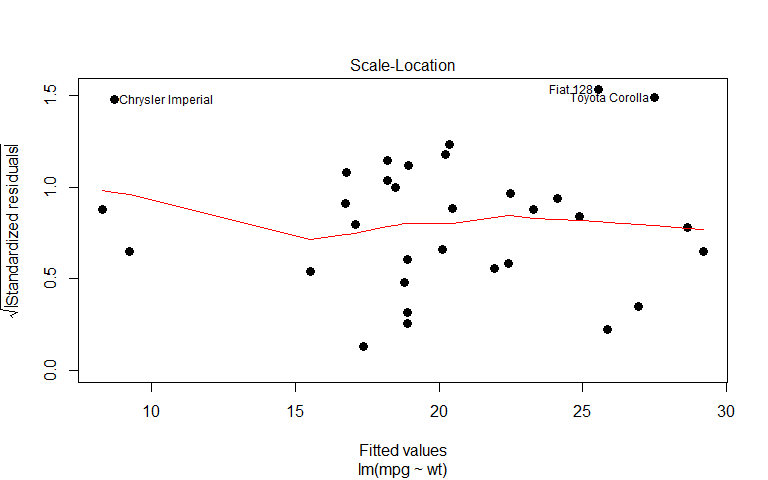 Scale-Location
√|Standardized residuals|
1.5
1.0
0.5
0.0
Chrysler Imperial
Fiat 128
Toyota Corolla
10 15 20 25 30
Fitted values
lm(mpg ~ wt)